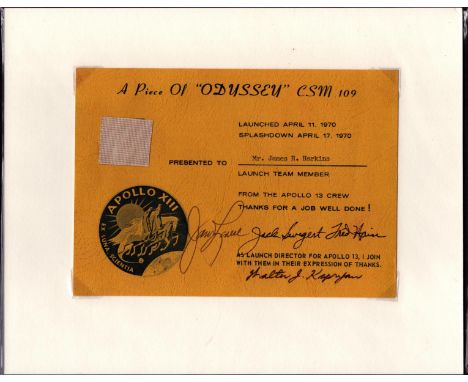 A Piece Of "ODYSSEY" CSM 109
LAUNCHED APRIL 11, 1970
SPLASHDOWN APRIL 17, 1970
PRESENTED TO Mr. James R. Harkins
LAUNCH TEAM MEMBER
FROM THE APOLLO 13 CREW
THANKS FOR A JOB WELL DONE!
APOLLO XIII
EX LUNA, SCIENTIA
Jack Swigert Fred Haise
AS LAUNCH DIRECTOR FOR APOLLO 13, I JOIN
WITH THEM IN THEIR EXPRESSION OF THANKS.
Walter J. Kapryan